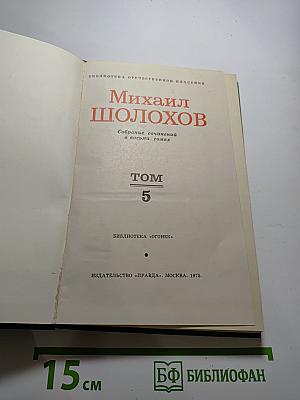 БИБЛИОТЕКА ОТЕЧЕСТВЕННОЙ КЛАССИКИ
Михаил
ШОЛОХОВ
Собрание сочинений
в восьми томах
ТОМ
5
БИБЛИОТЕКА «ОГОНЕК»
ИЗДАТЕЛЬСТВО «ПРАВДА». МОСКВА. 1975
15 см
БФ БИБЛИОФАН